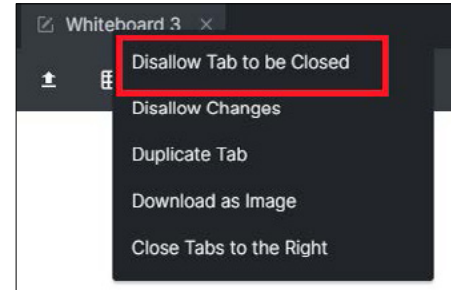 Whiteboard 3
Disallow Tab to be Closed
Disallow Changes
Duplicate Tab
Download as Image
Close Tabs to the Right